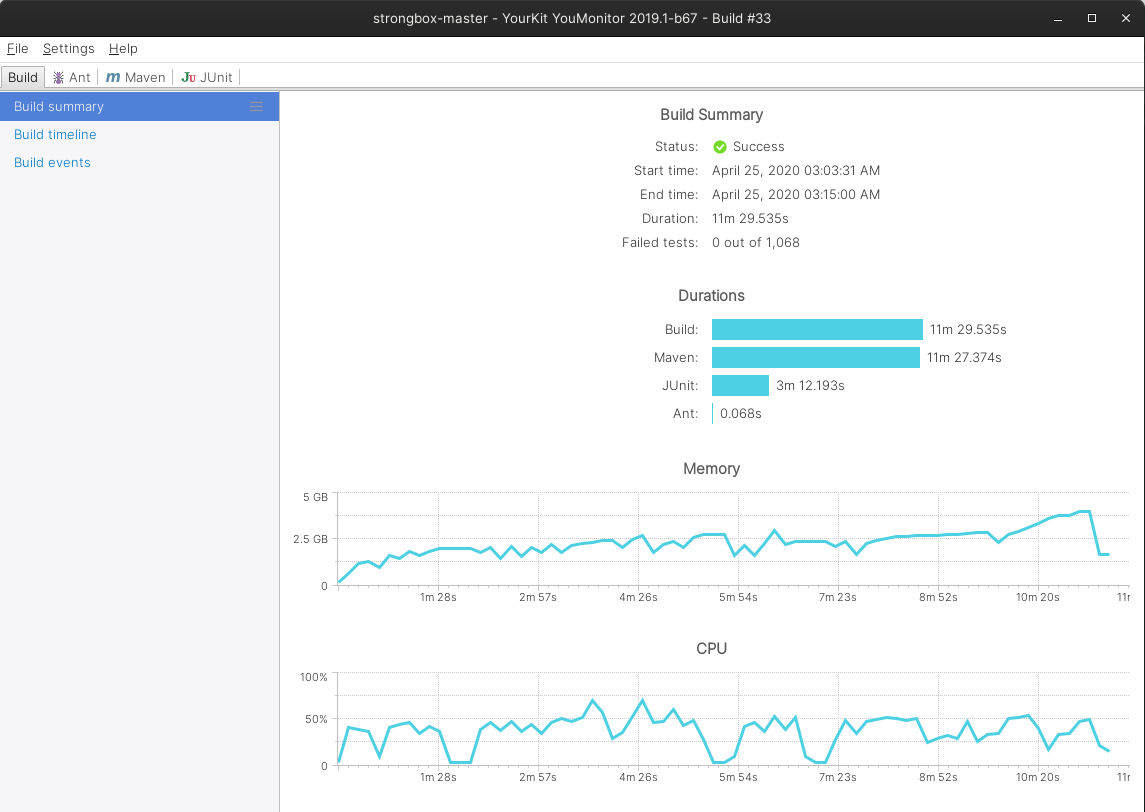 strongbox-master - YourKit YouMonitor 2019.1-b67 - Build #33
File Settings Help
Build Ant m Maven JU JUnit
Build summary
Build timeline
Build events
Build Summary
Status: Success
Start time: April 25, 2020 03:03:31 AM
End time: April 25, 2020 03:15:00 AM
Duration: 11m 29.535s
Failed tests: 0 out of 1,068
Durations
Build: 11m 29.535s
Maven: 11m 27.374s
JUnit: 3m 12.193s
Ant: 0.068s
Memory
5 GB
2.5 GB
0
1m 28s 2m 57s 4m 26s 5m 54s 7m 23s 8m 52s 10m 20s 11
CPU
100%
50%
0
1m 28s 2m 57s 4m 26s 5m 54s 7m 23s 8m 52s 10m 20s 11